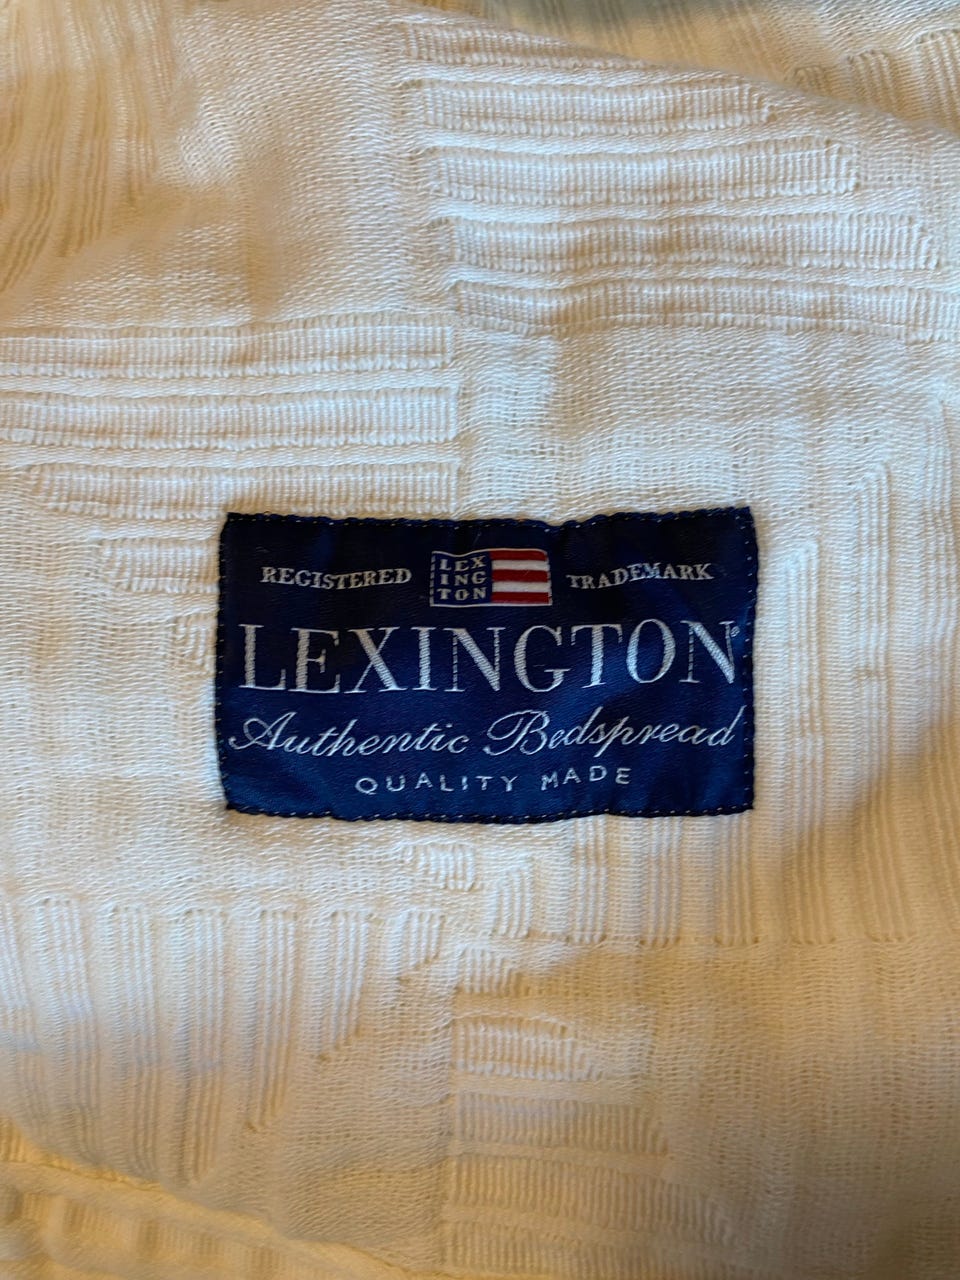 REGISTERED LEX ING TON TRADEMARK
LEXINGTON®
Authentic Bedspread
QUALITY MADE